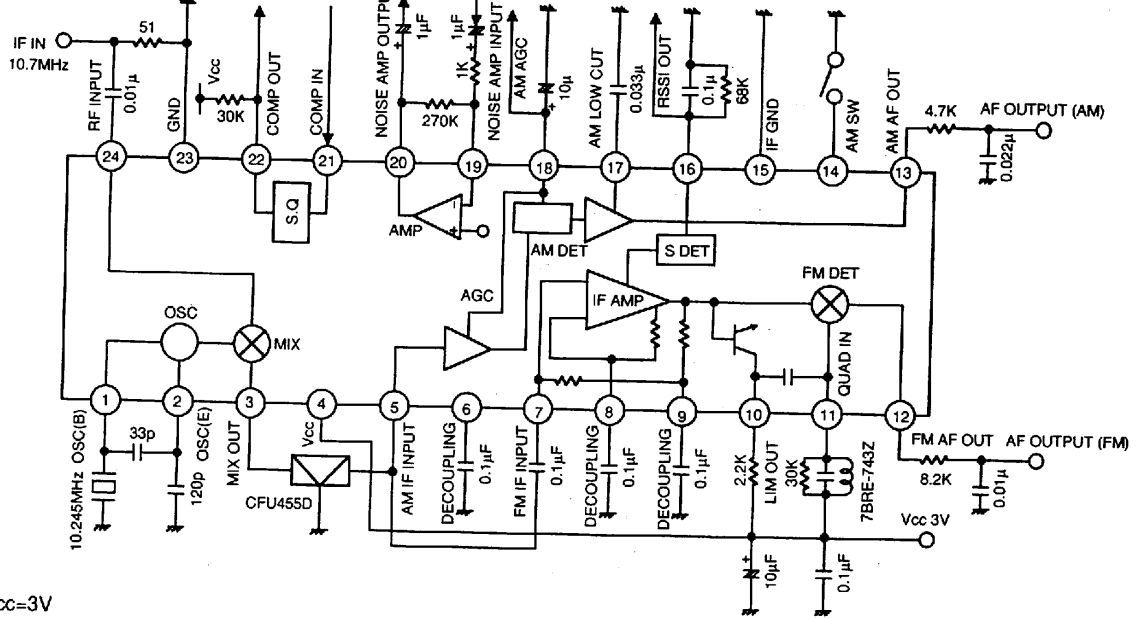 IF IN
10.7MHz
51
RF INPUT
0.01μ
GND
Vcc
30K
COMP OUT
COMP IN
NOISE AMP OUTPUT
1μF
+
270K
1K
1μF
+
NOISE AMP INPUT
AM AGC
10μ
+
AM LOW CUT
0.033μ
RSSI OUT
0.1μ
68K
IF GND
AM SW
AM AF OUT
4.7K
AF OUTPUT (AM)
0.022μ
24
23
22
21
20
19
18
17
16
15
14
13
S.Q
AMP
-
+
AM DET
S DET
AGC
IF AMP
FM DET
OSC
MIX
QUAD IN
1
2
3
4
5
6
7
8
9
10
11
12
OSC(B)
10.245MHz
33p
OSC(E)
120p
MIX OUT
Vcc
CFU455D
AM IF INPUT
DECOUPLING
0.1μF
FM IF INPUT
0.1μF
DECOUPLING
0.1μF
DECOUPLING
0.1μF
2.2K
LIM OUT
30K
7BRE-743Z
FM AF OUT
AF OUTPUT (FM)
8.2K
0.01μ
Vcc 3V
+
10μF
0.1μF
cc=3V